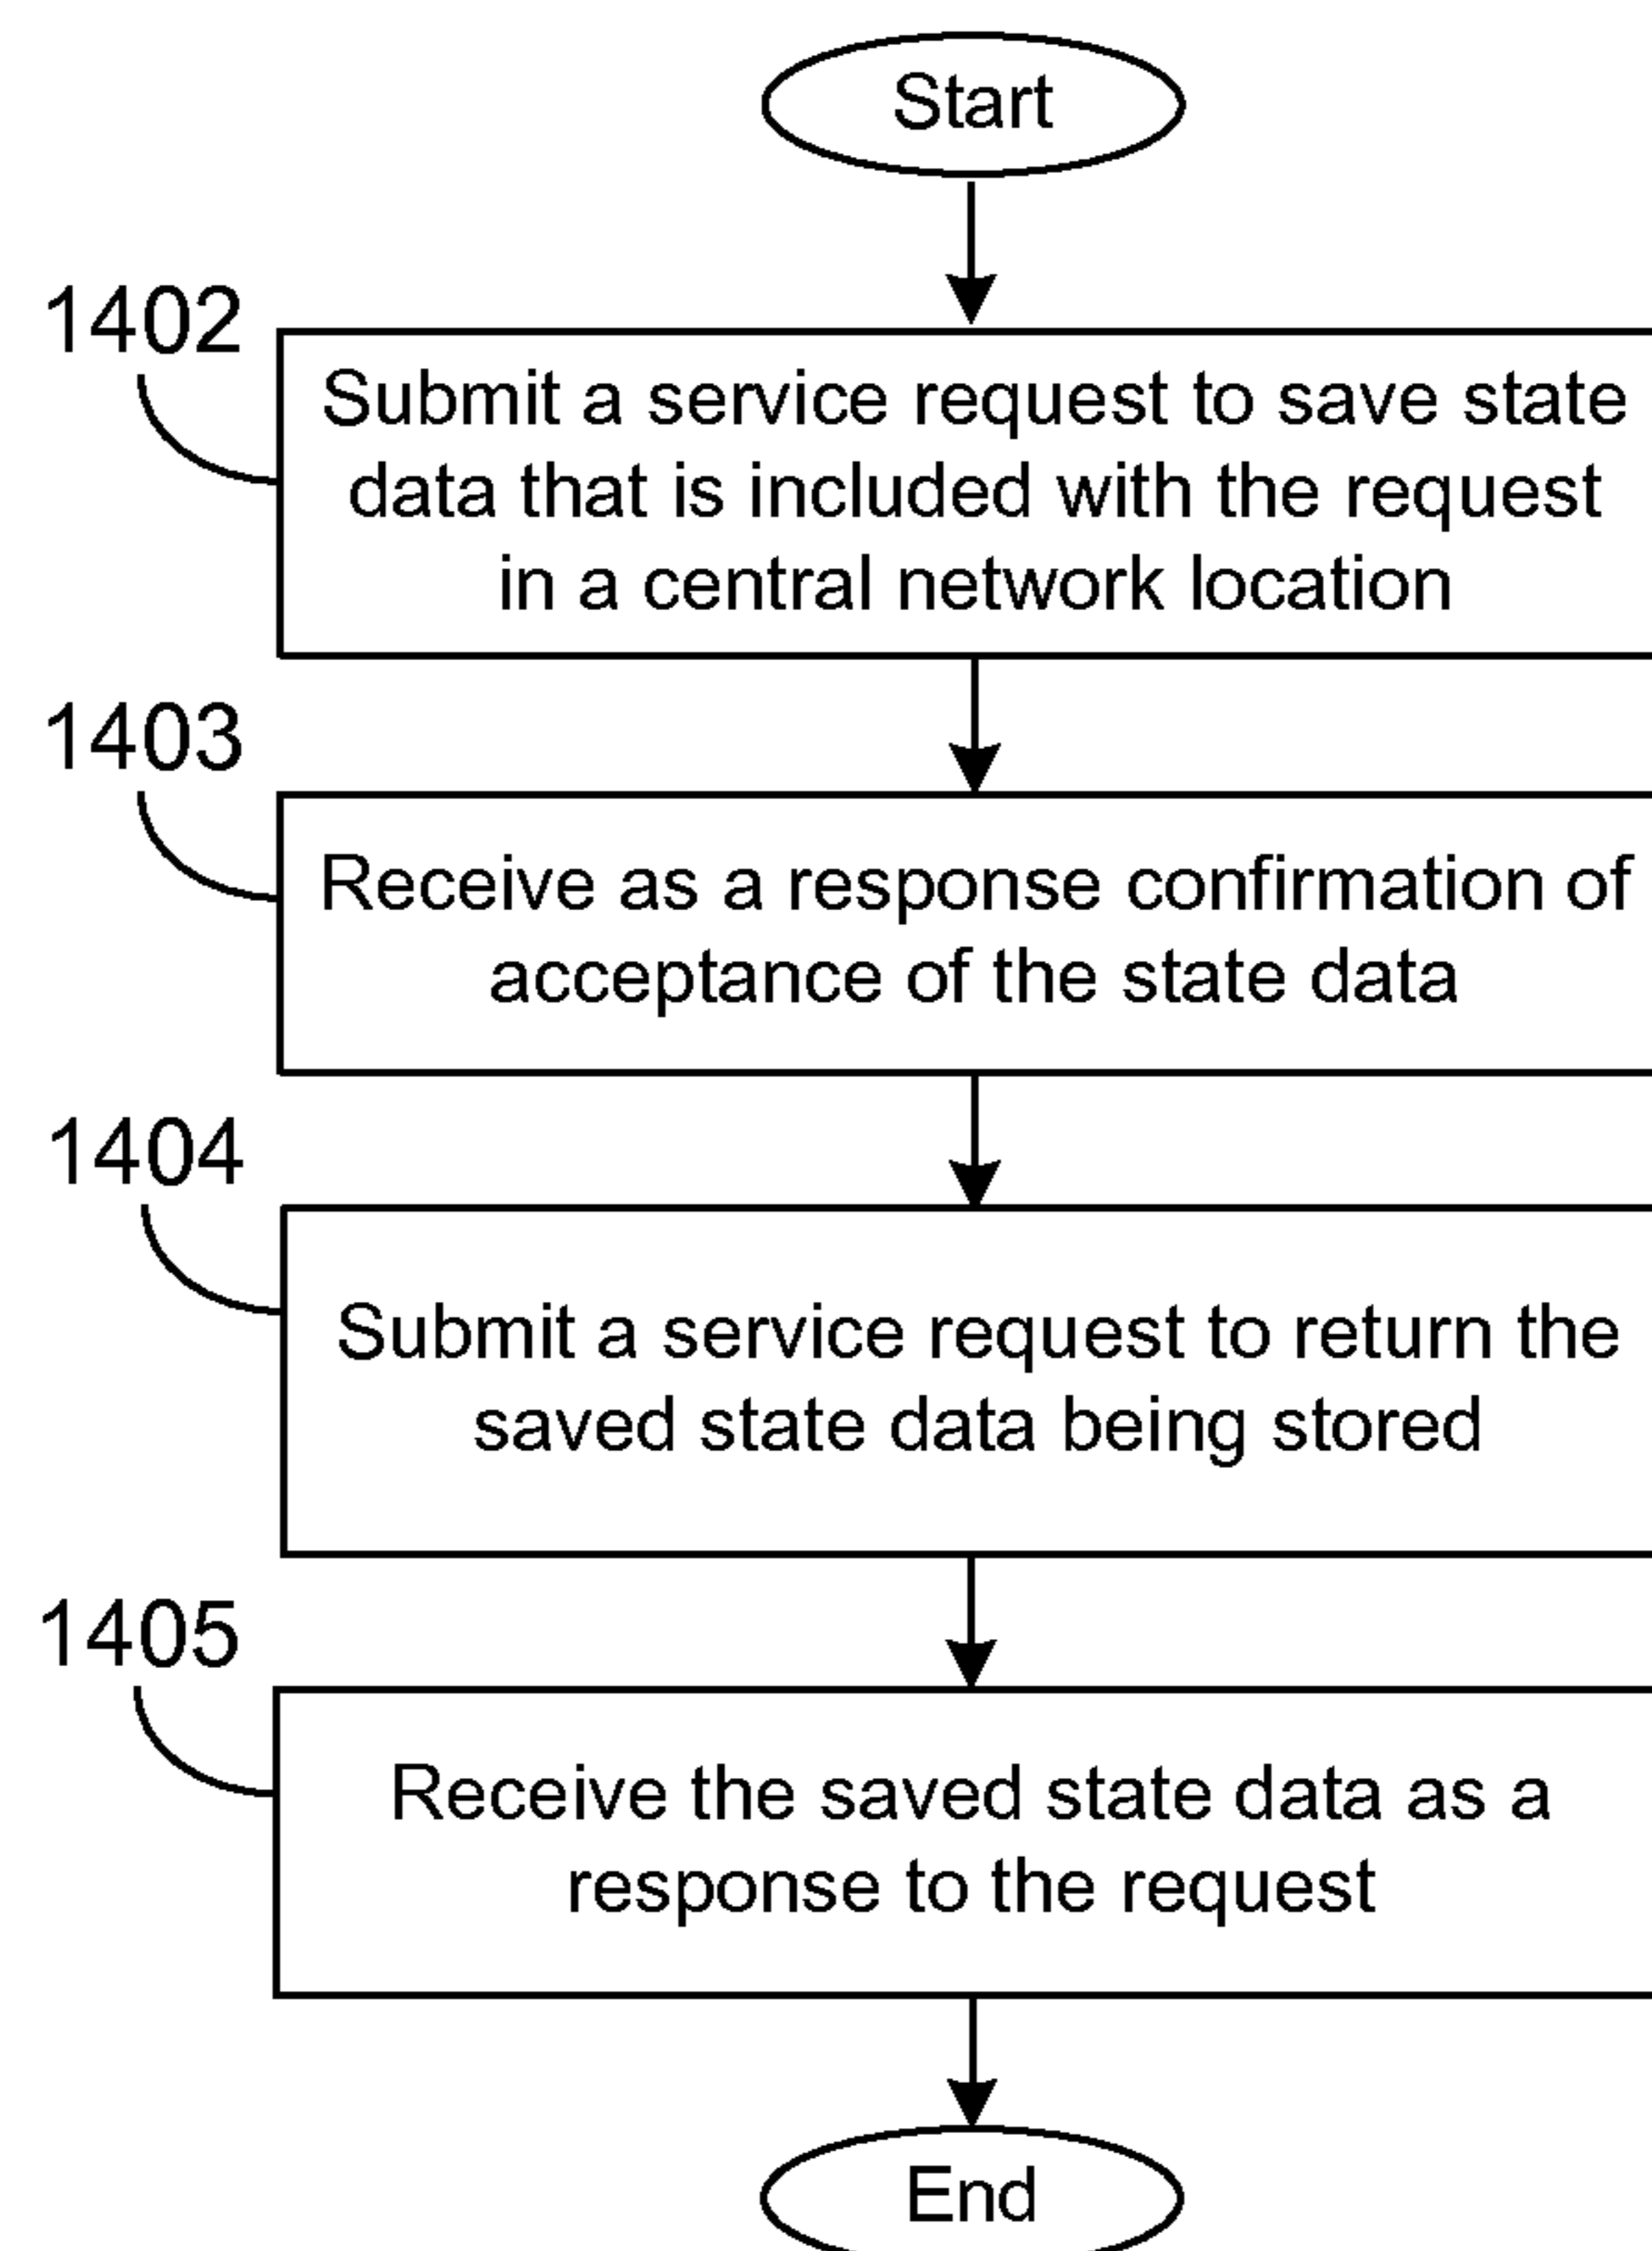 Start
1402
Submit a service request to save state
data that is included with the request
in a central network location
1403
Receive as a response confirmation of
acceptance of the state data
1404
Submit a service request to return the
saved state data being stored
1405
Receive the saved state data as a
response to the request
End